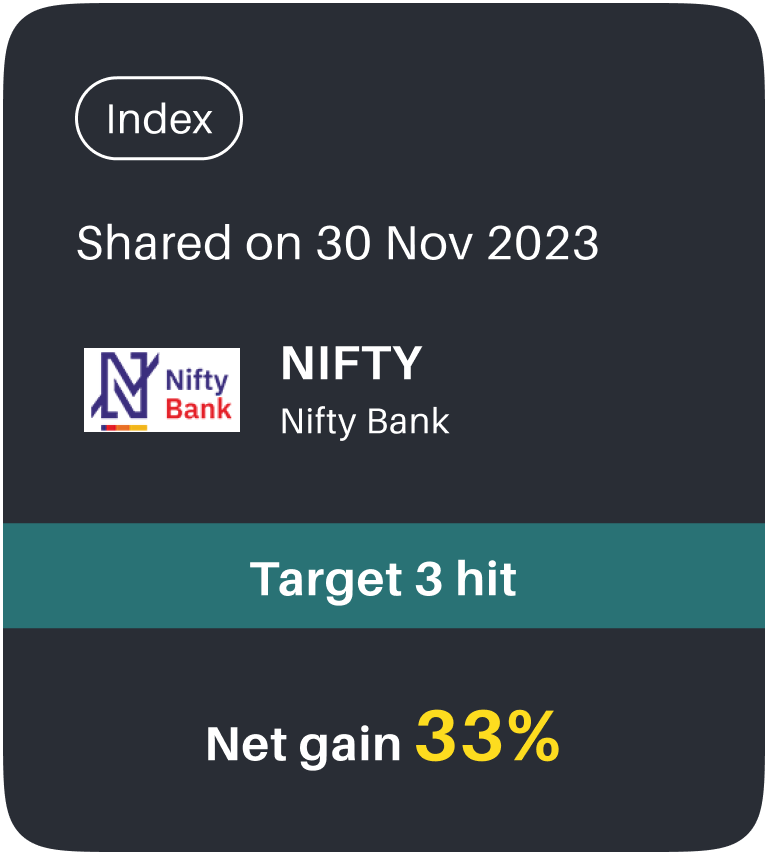 Index
Shared on 30 Nov 2023
Nifty
Bank
NIFTY
Nifty Bank
Target 3 hit
Net gain 33%